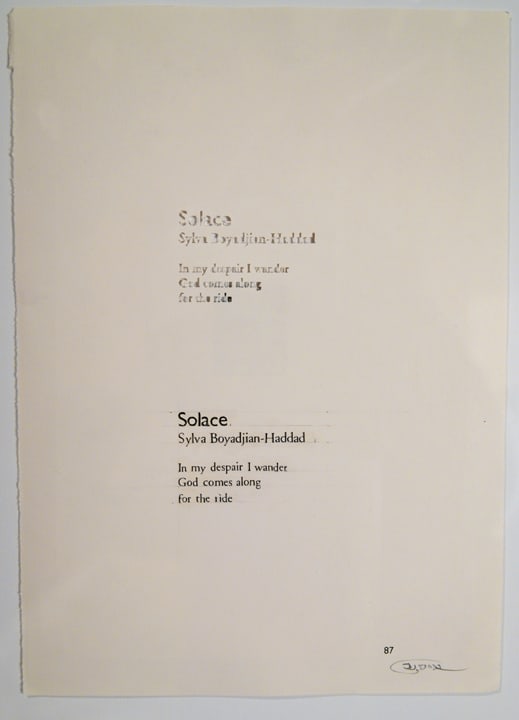 Solace
Sylva Boyadjian-Haddad
In my despair I wander
God comes along
for the ride
Solace
Sylva Boyadjian-Haddad
In my despair I wander
God comes along
for the ride
87